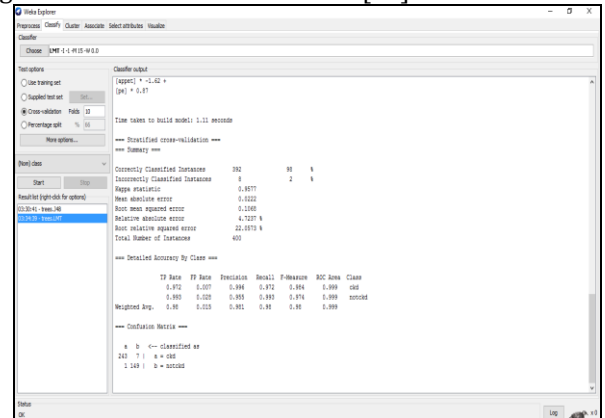 Weka Explorer
Preprocess Classify Cluster Associate Select attributes Visualize
Classifier
Choose LMT -I -1 -M 15 -W 0.0
Test options
Use training set
Supplied test set Set...
Cross-validation Folds 10
Percentage split % 66
More options...
(Nom) class
Start Stop
Result list (right-click for options)
03:30:41 - trees.J48
03:34:39 - trees.LMT
Classifier output
[appet] * -1.62 +
[pe] * 0.87
Time taken to build model: 1.11 seconds
=== Stratified cross-validation ===
=== Summary ===
Correctly Classified Instances 392 98 %
Incorrectly Classified Instances 8 2 %
Kappa statistic 0.9577
Mean absolute error 0.0222
Root mean squared error 0.1068
Relative absolute error 4.7237 %
Root relative squared error 22.0573 %
Total Number of Instances 400
=== Detailed Accuracy By Class ===
TP Rate FP Rate Precision Recall F-Measure ROC Area Class
0.972 0.007 0.996 0.972 0.984 0.999 ckd
0.993 0.028 0.955 0.993 0.974 0.999 notckd
Weighted Avg. 0.98 0.015 0.981 0.98 0.98 0.999
=== Confusion Matrix ===
a b <-- classified as
243 7 | a = ckd
1 149 | b = notckd
Status
OK
Log
x 0